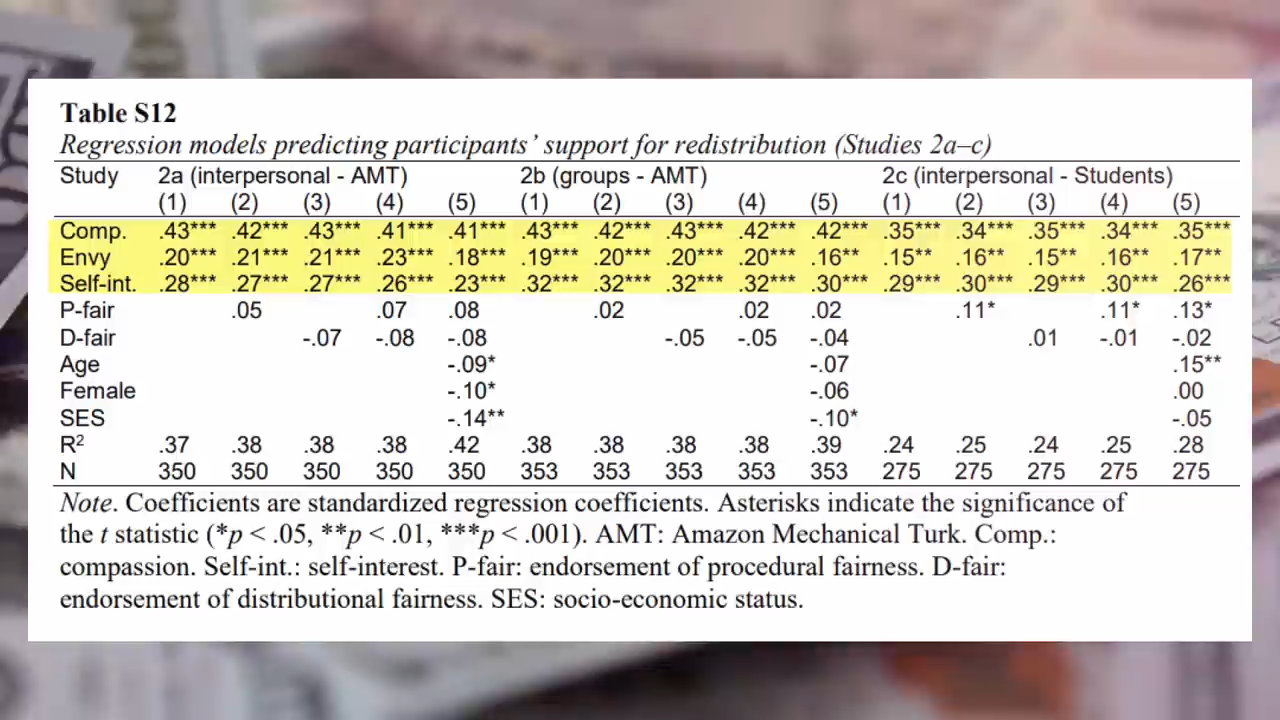 Table S12
Regression models predicting participants' support for redistribution (Studies 2a–c)
Study 2a (interpersonal - AMT) 2b (groups - AMT) 2c (interpersonal - Students)
(1) (2) (3) (4) (5) (1) (2) (3) (4) (5) (1) (2) (3) (4) (5)
Comp. .43*** .42*** .43*** .41*** .41*** .43*** .42*** .43*** .42*** .42*** .35*** .34*** .35*** .34*** .35***
Envy .20*** .21*** .21*** .23*** .18*** .19*** .20*** .20*** .20*** .16** .15** .16** .15** .16** .17**
Self-int. .28*** .27*** .27*** .26*** .23*** .32*** .32*** .32*** .32*** .30*** .29*** .30*** .29*** .30*** .26***
P-fair .05 .07 .08 .02 .02 .02 .11* .11* .13*
D-fair -.07 -.08 -.08 -.05 -.05 -.04 .01 -.01 -.02
Age -.09* -.07 .15**
Female -.10* -.06 .00
SES -.14** -.10* -.05
R² .37 .38 .38 .38 .42 .38 .38 .38 .38 .39 .24 .25 .24 .25 .28
N 350 350 350 350 350 353 353 353 353 353 275 275 275 275 275
Note. Coefficients are standardized regression coefficients. Asterisks indicate the significance of
the t statistic (*p < .05, **p < .01, ***p < .001). AMT: Amazon Mechanical Turk. Comp.:
compassion. Self-int.: self-interest. P-fair: endorsement of procedural fairness. D-fair:
endorsement of distributional fairness. SES: socio-economic status.